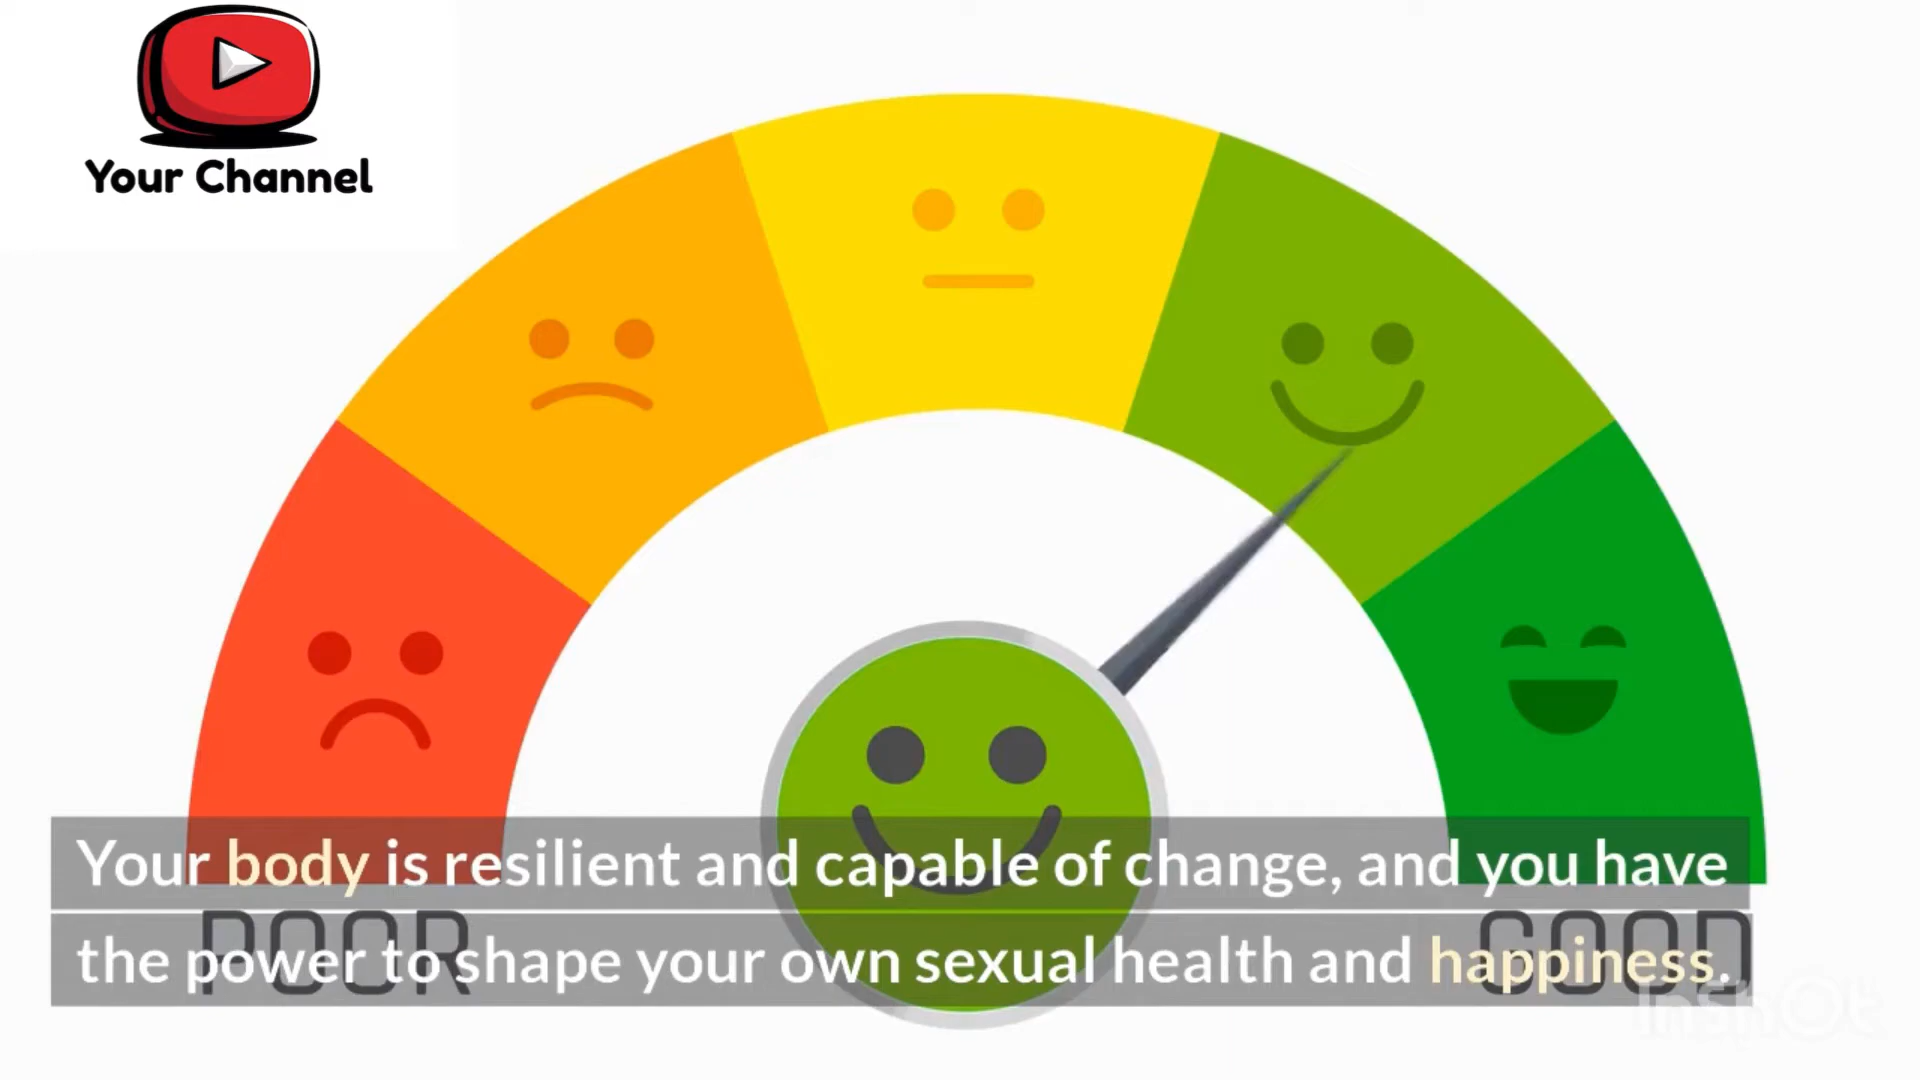 Your Channel
Your body is resilient and capable of change, and you have
POOR
GOOD
the power to shape your own sexual health and happiness.
InShOt